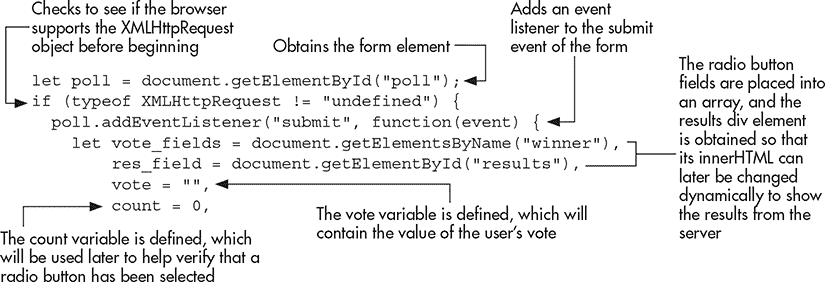 Checks to see if the browser
supports the XMLHttpRequest
object before beginning
Obtains the form element
Adds an event
listener to the submit
event of the form
let poll = document.getElementById("poll");
if (typeof XMLHttpRequest != "undefined") {
poll.addEventListener("submit", function(event) {
let vote_fields = document.getElementsByName("winner"),
res_field = document.getElementById("results"),
vote = "",
count = 0,
The radio button
fields are placed into
an array, and the
results div element
is obtained so that
its innerHTML can
later be changed
dynamically to show
the results from the
server
The vote variable is defined, which will
contain the value of the user's vote
The count variable is defined, which
will be used later to help verify that a
radio button has been selected